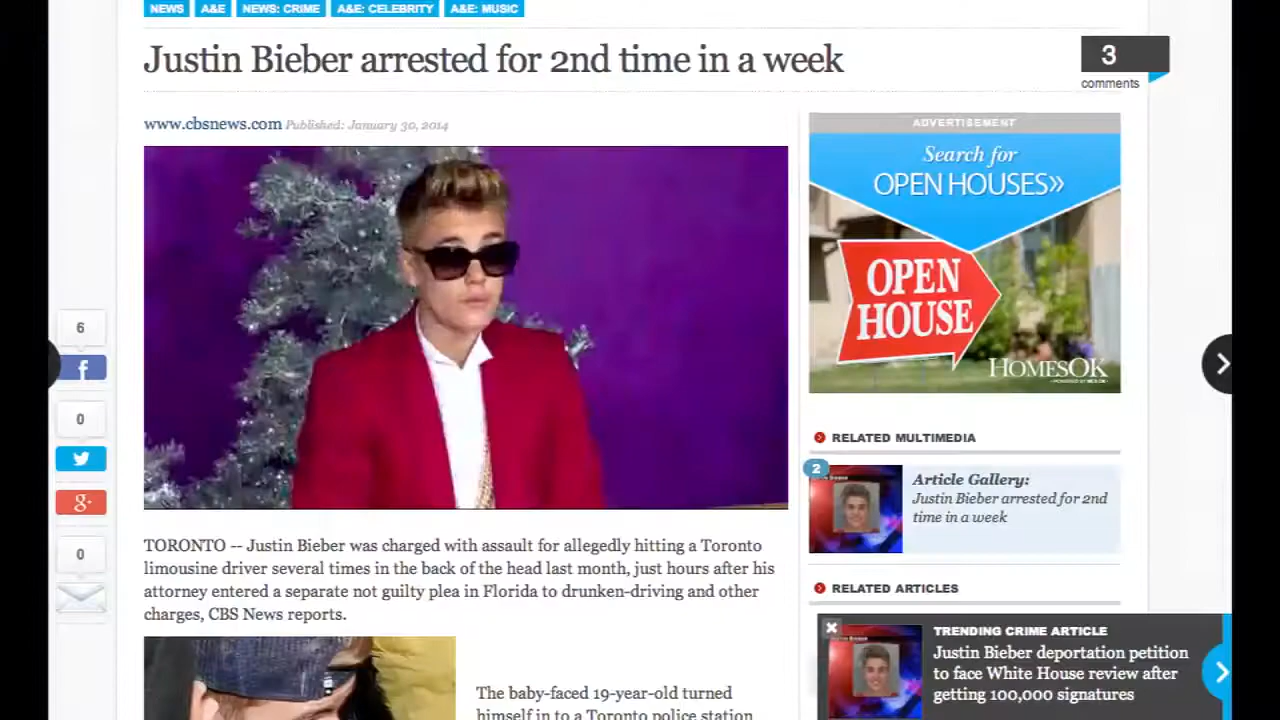 NEWS
A&E
NEWS: CRIME
A&E: CELEBRITY
A&E: MUSIC
Justin Bieber arrested for 2nd time in a week
3
comments
www.cbsnews.com Published: January 30, 2014
ADVERTISEMENT
Search for
OPEN HOUSES»
OPEN
HOUSE
HOMESOK
6
f
0
0
RELATED MULTIMEDIA
2
Article Gallery:
Justin Bieber arrested for 2nd
time in a week
TORONTO -- Justin Bieber was charged with assault for allegedly hitting a Toronto
limousine driver several times in the back of the head last month, just hours after his
attorney entered a separate not guilty plea in Florida to drunken-driving and other
charges, CBS News reports.
RELATED ARTICLES
TRENDING CRIME ARTICLE
Justin Bieber deportation petition
to face White House review after
getting 100,000 signatures
The baby-faced 19-year-old turned
himself in to a Toronto police station